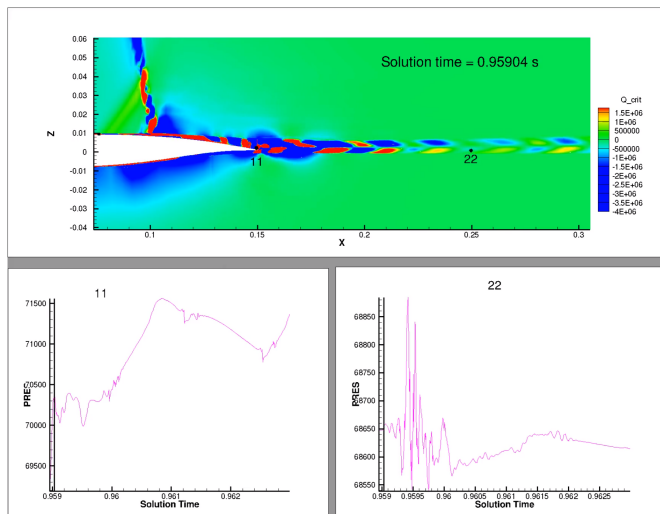 Solution time = 0.95904 s
0.06
0.05
0.04
0.03
0.02
0.01
0
-0.01
-0.02
-0.03
-0.04
Z
0.1
0.15
0.2
0.25
0.3
X
11
22
Q_crit
1.5E+06
1E+06
500000
0
-500000
-1E+06
-1.5E+06
-2E+06
-2.5E+06
-3E+06
-3.5E+06
-4E+06
11
71500
71000
70500
70000
69500
PRES
0.959
0.96
0.961
0.962
Solution Time
22
68850
68800
68750
68700
68650
68600
68550
PRES
0.959
0.9595
0.96
0.9605
0.961
0.9615
0.962
0.9625
Solution Time